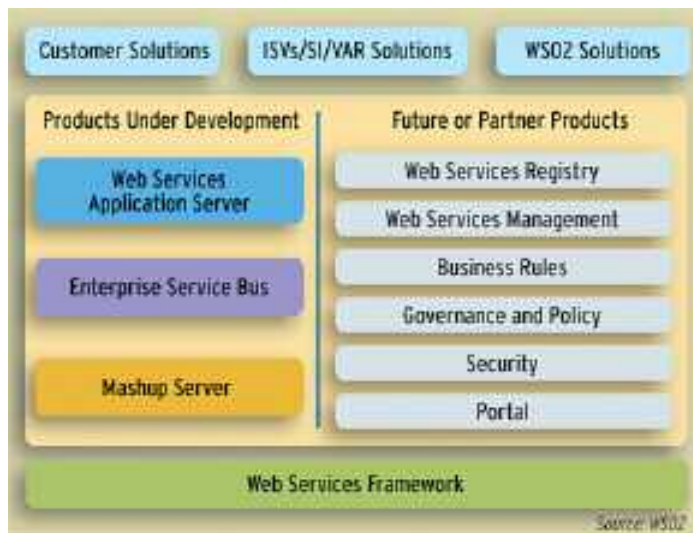 Customer Solutions
ISVs/SI/VAR Solutions
WSO2 Solutions
Products Under Development
Web Services
Application Server
Enterprise Service Bus
Mashup Server
Future or Partner Products
Web Services Registry
Web Services Management
Business Rules
Governance and Policy
Security
Portal
Web Services Framework
Source: WSO2